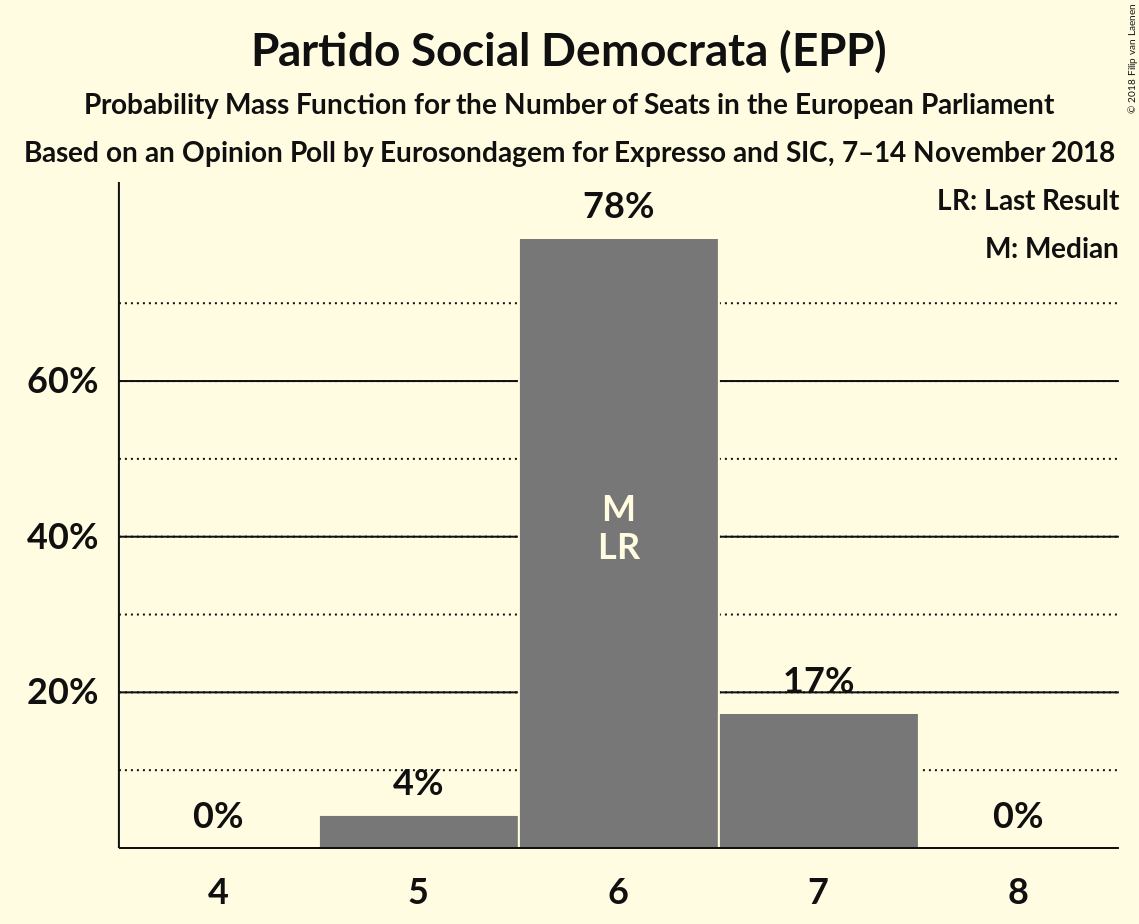 Partido Social Democrata (EPP)
Probability Mass Function for the Number of Seats in the European Parliament
Based on an Opinion Poll by Eurosondagem for Expresso and SIC, 7–14 November 2018
© 2018 Filip van Laenen
LR: Last Result
M: Median
78%
60%
M
40%
LR
20%
17%
4%
0%
0%
4 5 6 7 8